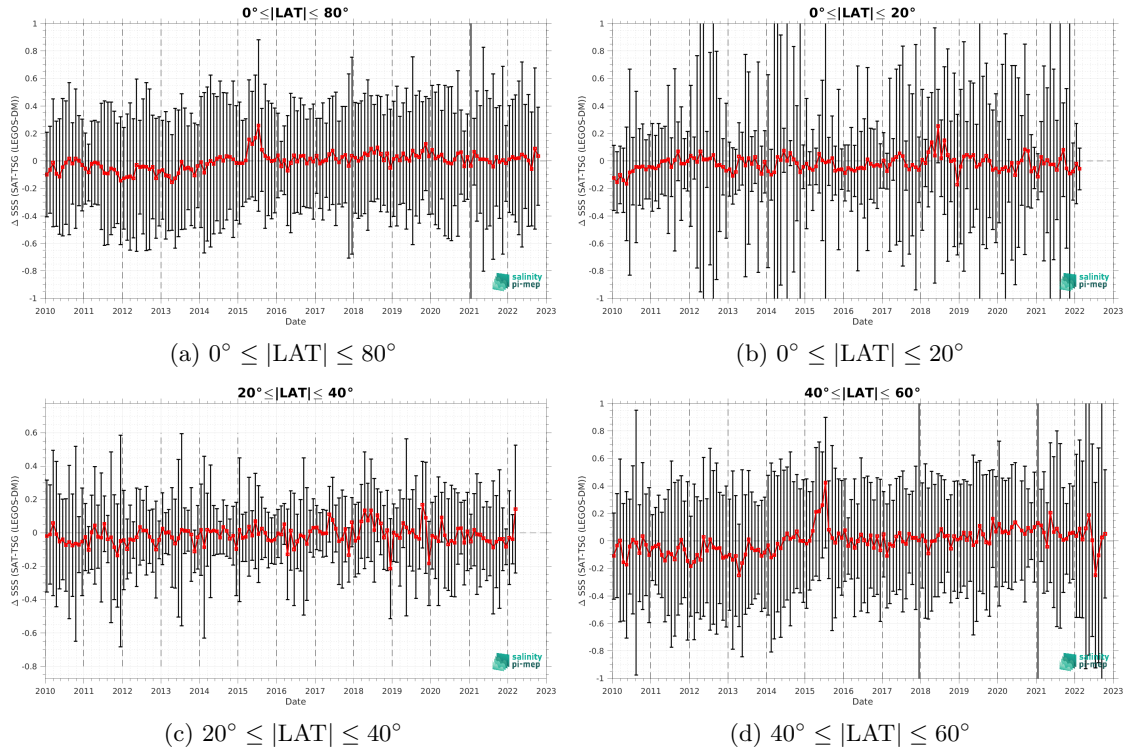 0°≤|LAT|≤ 80°
Δ SSS (SAT-TSG (LEGOS-DM))
1
0.8
0.6
0.4
0.2
0
-0.2
-0.4
-0.6
-0.8
-1
2010 2011 2012 2013 2014 2015 2016 2017 2018 2019 2020 2021 2022 2023
Date
salinity
pi-mep
(a) 0° ≤ |LAT| ≤ 80°
0°≤|LAT|≤ 20°
Δ SSS (SAT-TSG (LEGOS-DM))
1
0.8
0.6
0.4
0.2
0
-0.2
-0.4
-0.6
-0.8
-1
2010 2011 2012 2013 2014 2015 2016 2017 2018 2019 2020 2021 2022 2023
Date
salinity
pi-mep
(b) 0° ≤ |LAT| ≤ 20°
20°≤|LAT|≤ 40°
Δ SSS (SAT-TSG (LEGOS-DM))
0.6
0.4
0.2
0
-0.2
-0.4
-0.6
-0.8
2010 2011 2012 2013 2014 2015 2016 2017 2018 2019 2020 2021 2022 2023
Date
salinity
pi-mep
(c) 20° ≤ |LAT| ≤ 40°
40°≤|LAT|≤ 60°
Δ SSS (SAT-TSG (LEGOS-DM))
1
0.8
0.6
0.4
0.2
0
-0.2
-0.4
-0.6
-0.8
-1
2010 2011 2012 2013 2014 2015 2016 2017 2018 2019 2020 2021 2022 2023
Date
salinity
pi-mep
(d) 40° ≤ |LAT| ≤ 60°